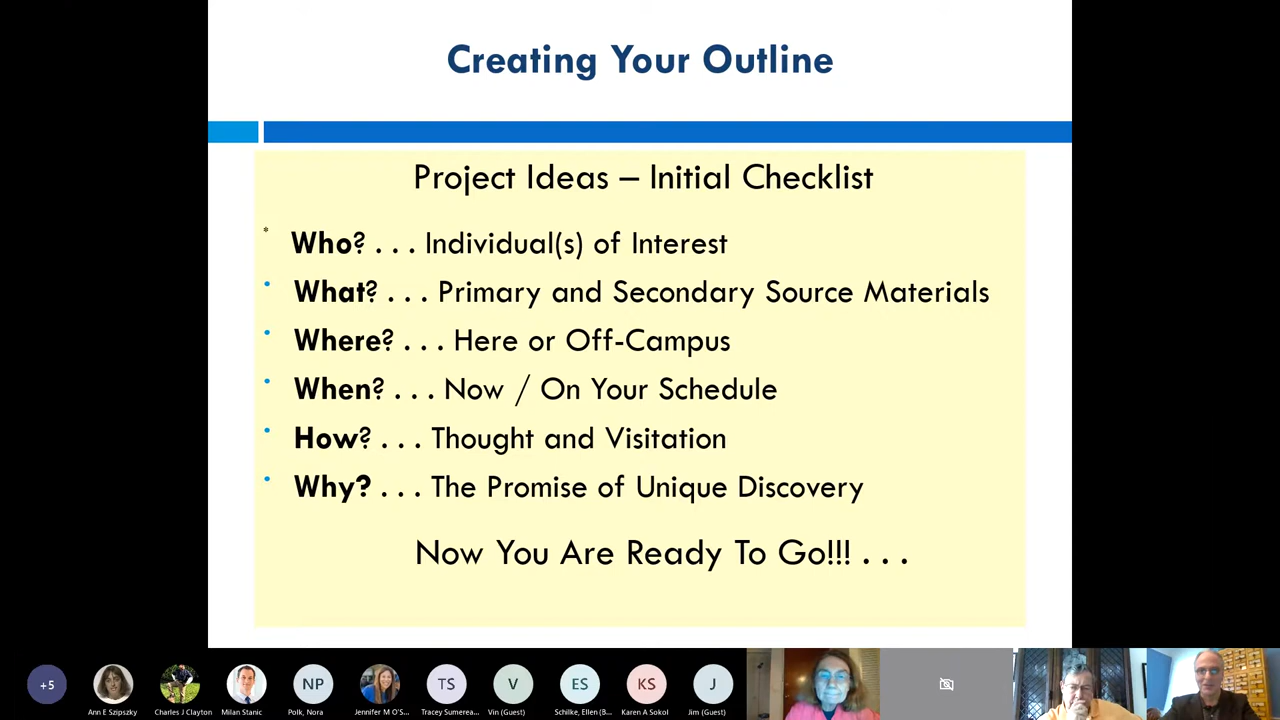 Creating Your Outline
Project Ideas – Initial Checklist
* Who? . . . Individual(s) of Interest
• What? . . . Primary and Secondary Source Materials
• Where? . . . Here or Off-Campus
• When? . . . Now / On Your Schedule
• How? . . . Thought and Visitation
• Why? . . . The Promise of Unique Discovery
Now You Are Ready To Go!!! . . .
+5 NP TS V ES KS J
Ann E Szipszky Charles J Clayton Milan Stanic Polk, Nora Jennifer M O'S... Tracey Sumerea... Vin (Guest) Schilke, Ellen (B... Karen A Sokol Jim (Guest)